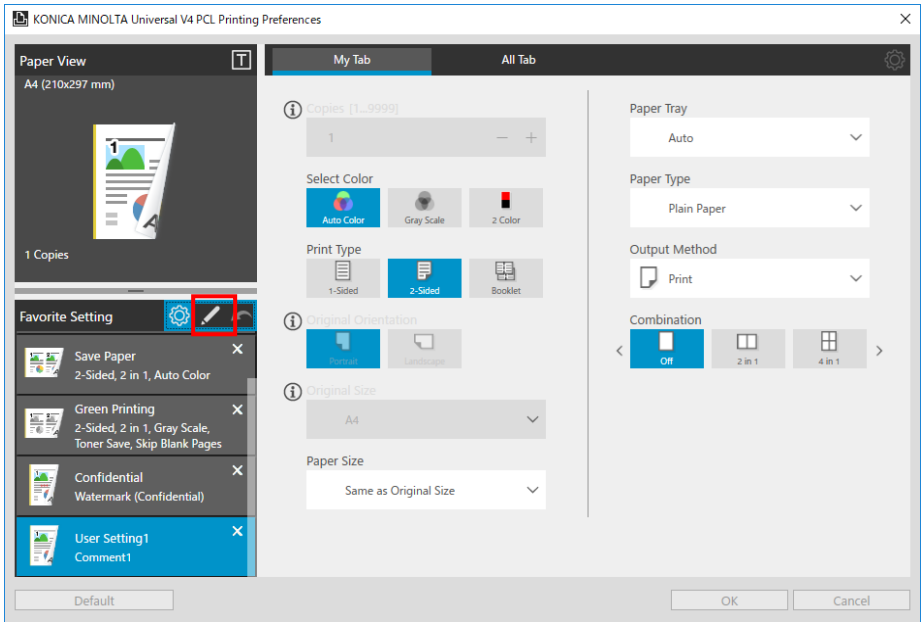 KONICA MINOLTA Universal V4 PCL Printing Preferences
Paper View
T
A4 (210x297 mm)
1
A
1 Copies
Favorite Setting
Save Paper
2-Sided, 2 in 1, Auto Color
Green Printing
2-Sided, 2 in 1, Gray Scale,
Toner Save, Skip Blank Pages
Confidential
Watermark (Confidential)
User Setting1
Comment1
My Tab
All Tab
Copies [1...9999]
1
Select Color
Auto Color
Gray Scale
2 Color
Print Type
1-Sided
2-Sided
Booklet
Original Orientation
Portrait
Landscape
Original Size
A4
Paper Size
Same as Original Size
Paper Tray
Auto
Paper Type
Plain Paper
Output Method
Print
Combination
Off
2 in 1
4 in 1
Default
OK
Cancel